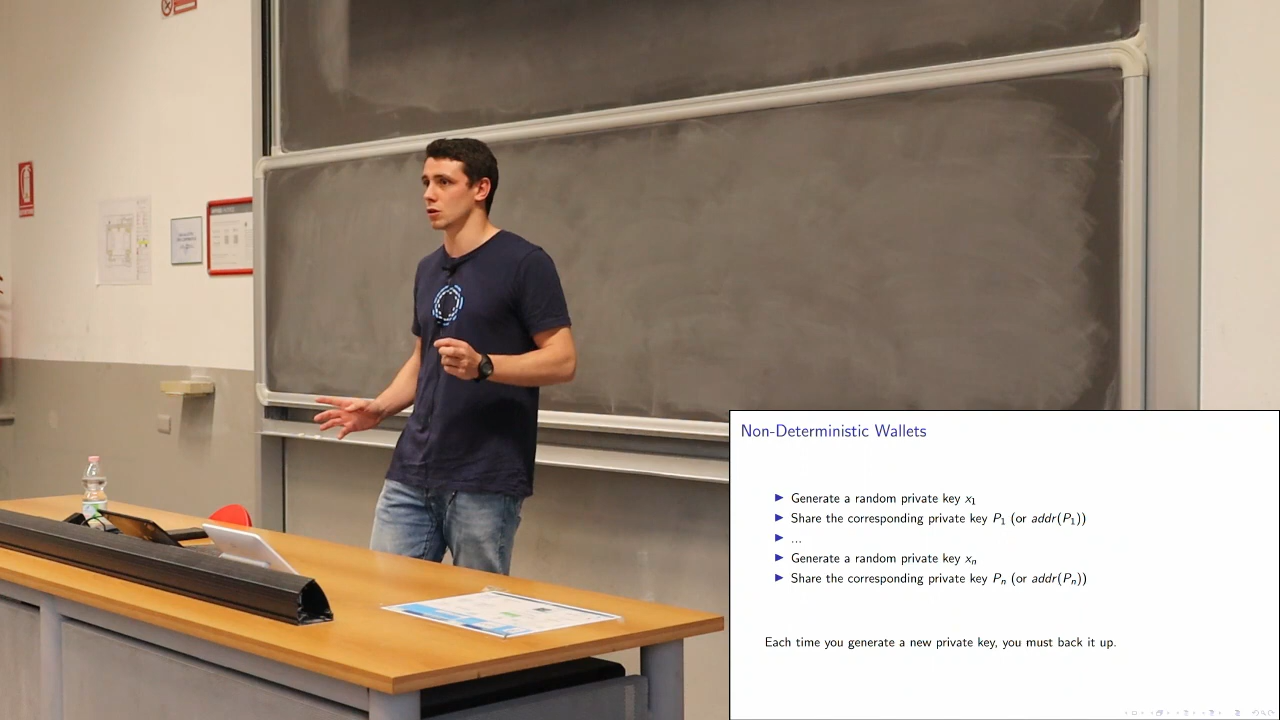 Non-Deterministic Wallets
▶ Generate a random private key x₁
▶ Share the corresponding private key P₁ (or addr(P₁))
▶ ...
▶ Generate a random private key xₙ
▶ Share the corresponding private key Pₙ (or addr(Pₙ))
Each time you generate a new private key, you must back it up.